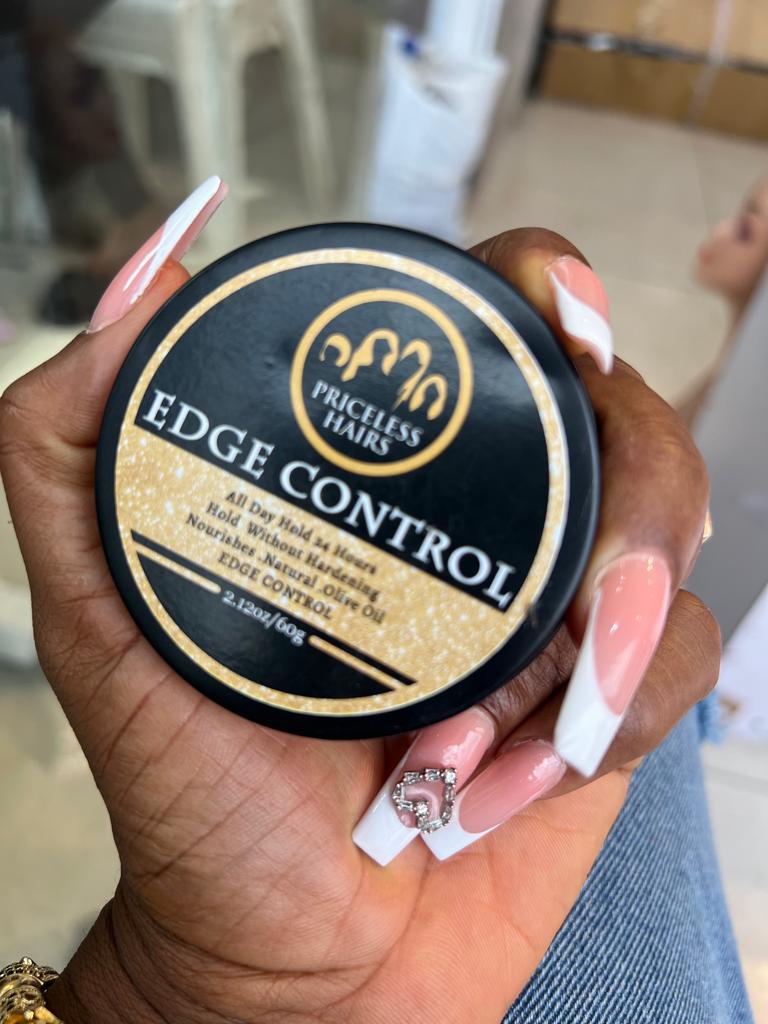 PRICELESS
HAIRS
EDGE CONTROL
All Day Hold 24 Hours
Hold Without Hardening
Nourishes .Natural .Olive Oil
EDGE CONTROL
2.12oz/60g